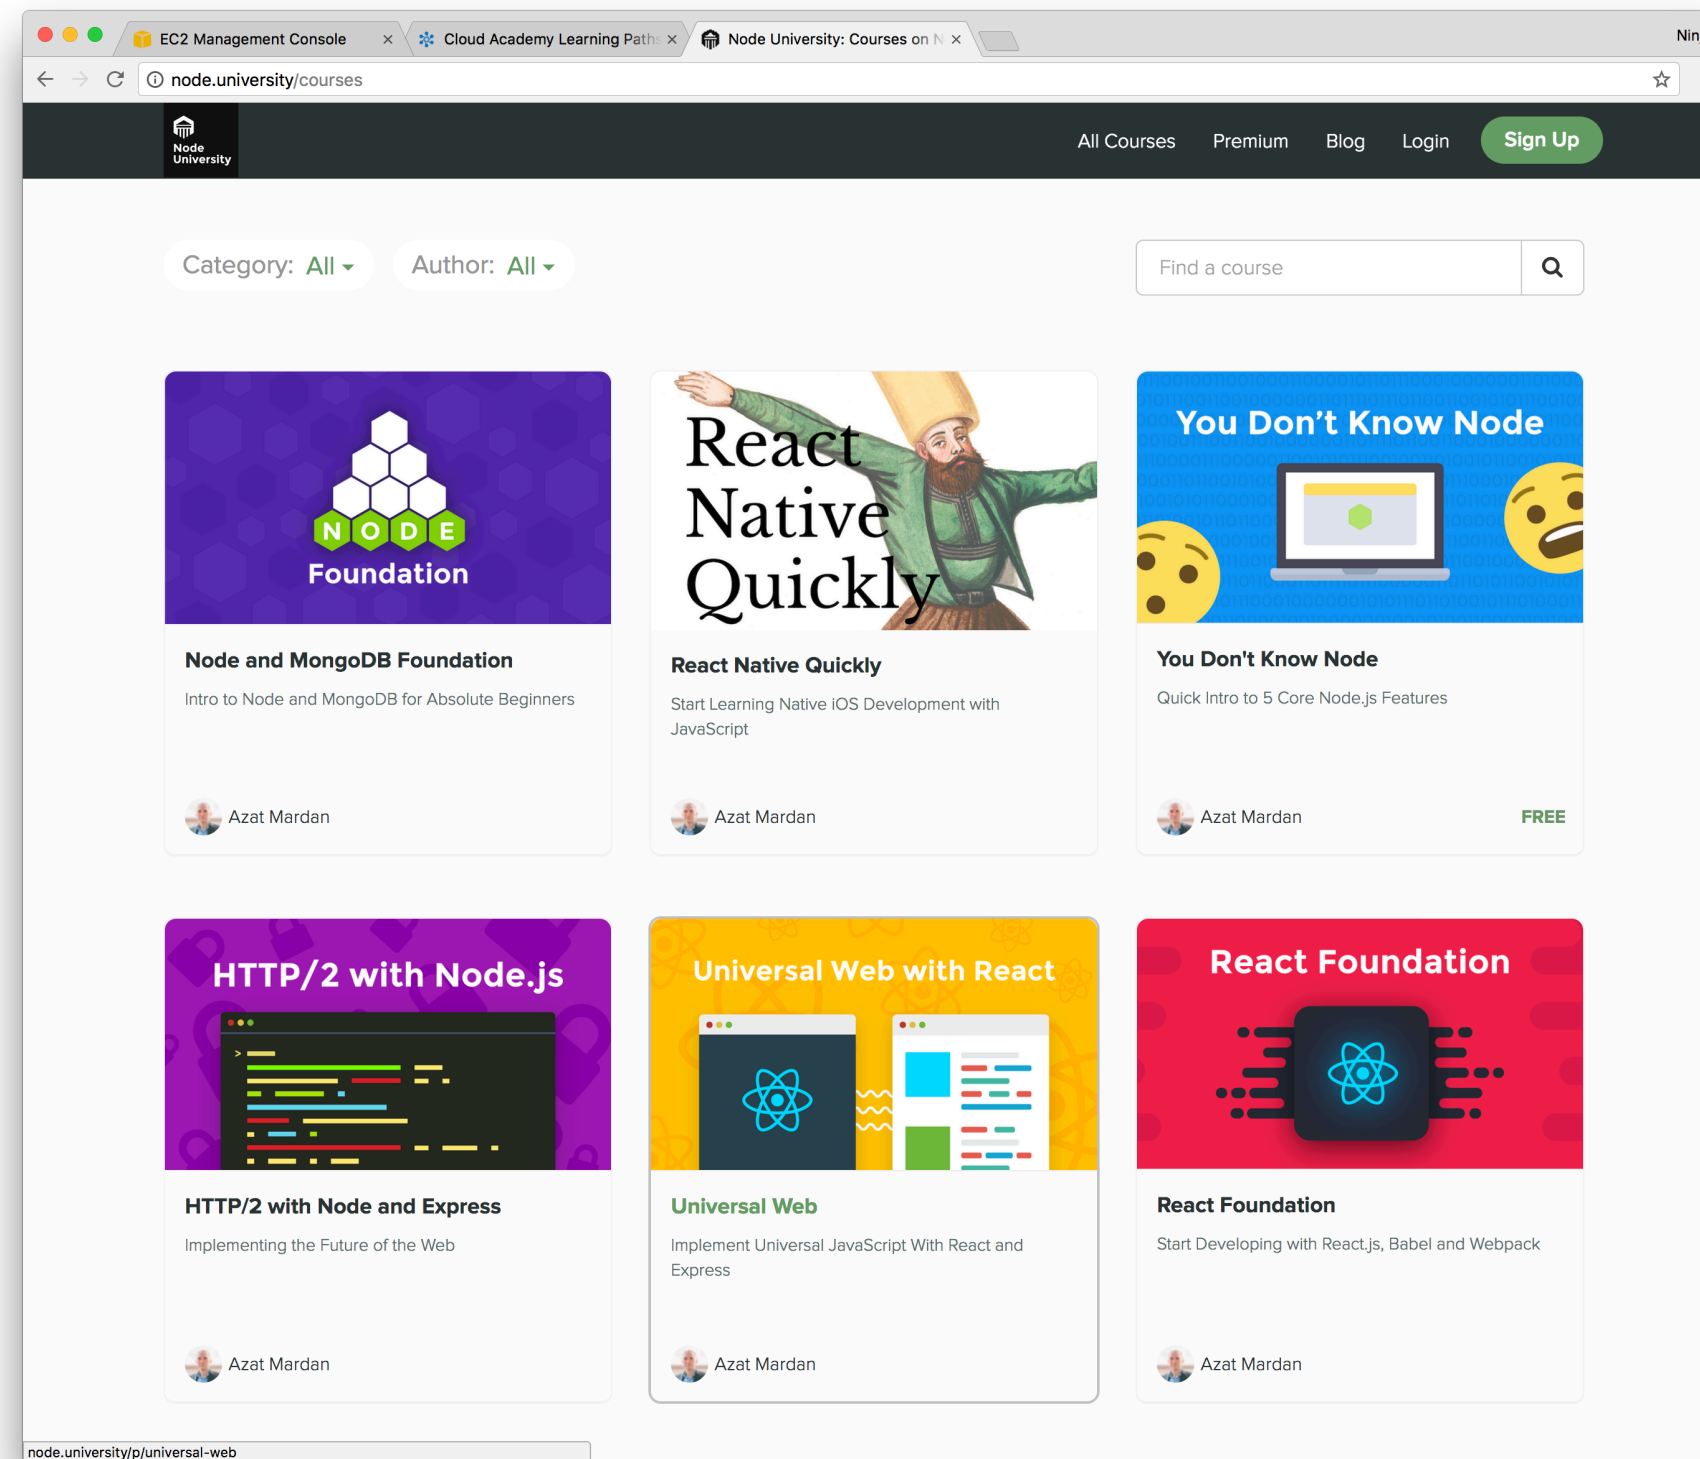 EC2 Management Console
Cloud Academy Learning Paths
Node University: Courses on N
Nin
node.university/courses
Node
University
All Courses
Premium
Blog
Login
Sign Up
Category: All
Author: All
Find a course
NODE
Foundation
React
Native
Quickly
You Don't Know Node
Node and MongoDB Foundation
Intro to Node and MongoDB for Absolute Beginners
Azat Mardan
React Native Quickly
Start Learning Native iOS Development with
JavaScript
Azat Mardan
You Don't Know Node
Quick Intro to 5 Core Node.js Features
Azat Mardan
FREE
HTTP/2 with Node.js
Universal Web with React
React Foundation
HTTP/2 with Node and Express
Implementing the Future of the Web
Azat Mardan
Universal Web
Implement Universal JavaScript With React and
Express
Azat Mardan
React Foundation
Start Developing with React.js, Babel and Webpack
Azat Mardan
node.university/p/universal-web